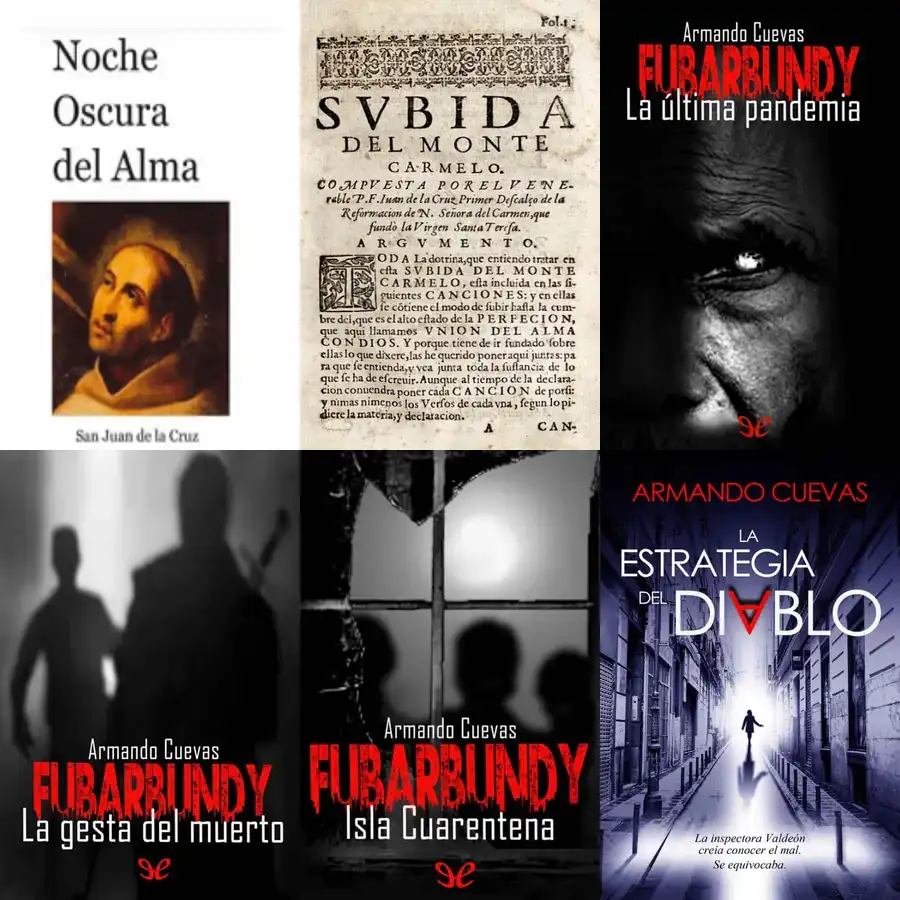 Noche
Oscura
del Alma
San Juan de la Cruz
Fol.1.
SVBIDA
DEL MONTE
CARMELO.
COMPVESTA POR EL VENE-
rable P.F. Iuan de la Cruz Primer Descalço de la
Reformacion de N. Señora del Carmen, que
fundò la Virgen Santa Teresa.
ARGVMENTO.
TODA La dotrina, que entiendo tratar en
esta SVBIDA DEL MONTE
CARMELO, esta incluida en las si-
guientes CANCIONES: y en ellas
se cõtiene el modo de subir hasta la cum-
bre del, que es el alto estado de la PERFECION,
que aqui llamamos VNION DEL ALMA
CON DIOS. Y porque tiene de ir fundado sobre
ellas lo que dixere, las he querido poner aqui juntas: pa
ra que se entienda, y vea junta toda la sustancia de lo
que se ha de escreuir. Aunque al tiempo de la declara-
cion conuendra poner cada CANCION de porsi:
y nimas nimenos los Versos de cada vna, segun lo pi-
diere la materia, y declaracion.
A CAN-
Armando Cuevas
FUBARBUNDY
La última pandemia
Armando Cuevas
FUBARBUNDY
La gesta del muerto
Armando Cuevas
FUBARBUNDY
Isla Cuarentena
ARMANDO CUEVAS
LA
ESTRATEGIA
DEL DIABLO
La inspectora Valdeón
creía conocer el mal.
Se equivocaba.